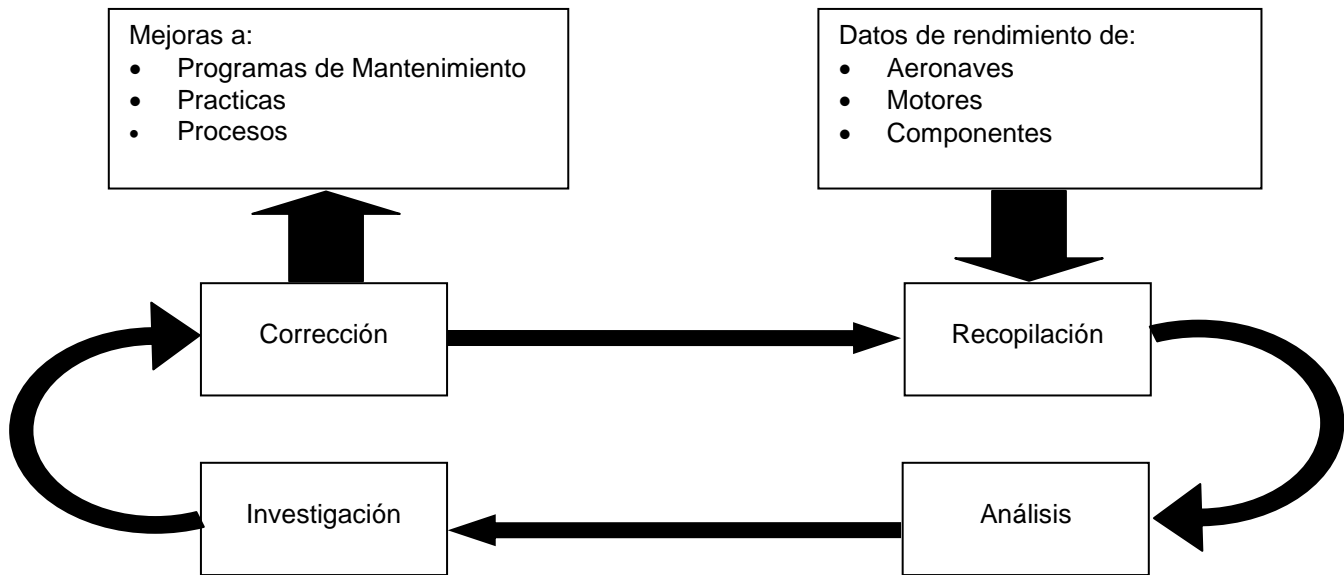 Mejoras a:
• Programas de Mantenimiento
• Practicas
• Procesos
Datos de rendimiento de:
• Aeronaves
• Motores
• Componentes
Corrección
Recopilación
Investigación
Análisis